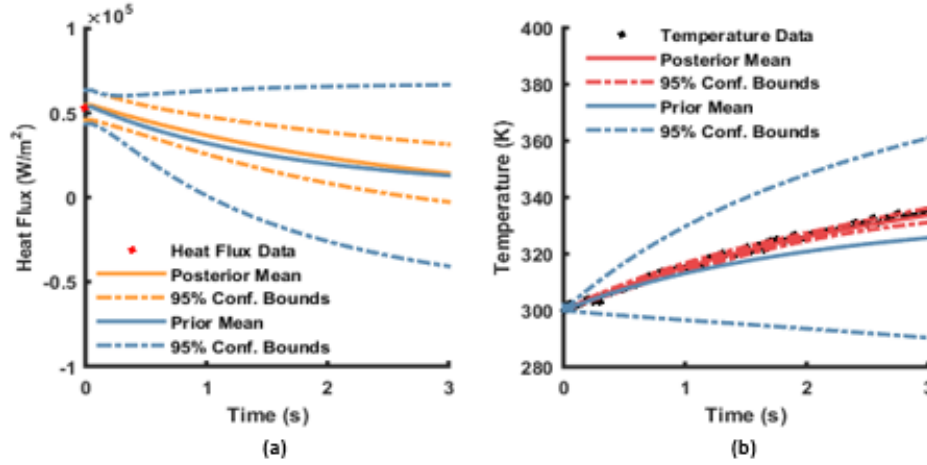 ×10⁵
1
0.5
0
-0.5
-1
Heat Flux (W/m²)
Heat Flux Data
Posterior Mean
95% Conf. Bounds
Prior Mean
95% Conf. Bounds
0 1 2 3
Time (s)
(a)
400
380
360
340
320
300
280
Temperature (K)
Temperature Data
Posterior Mean
95% Conf. Bounds
Prior Mean
95% Conf. Bounds
0 1 2 3
Time (s)
(b)